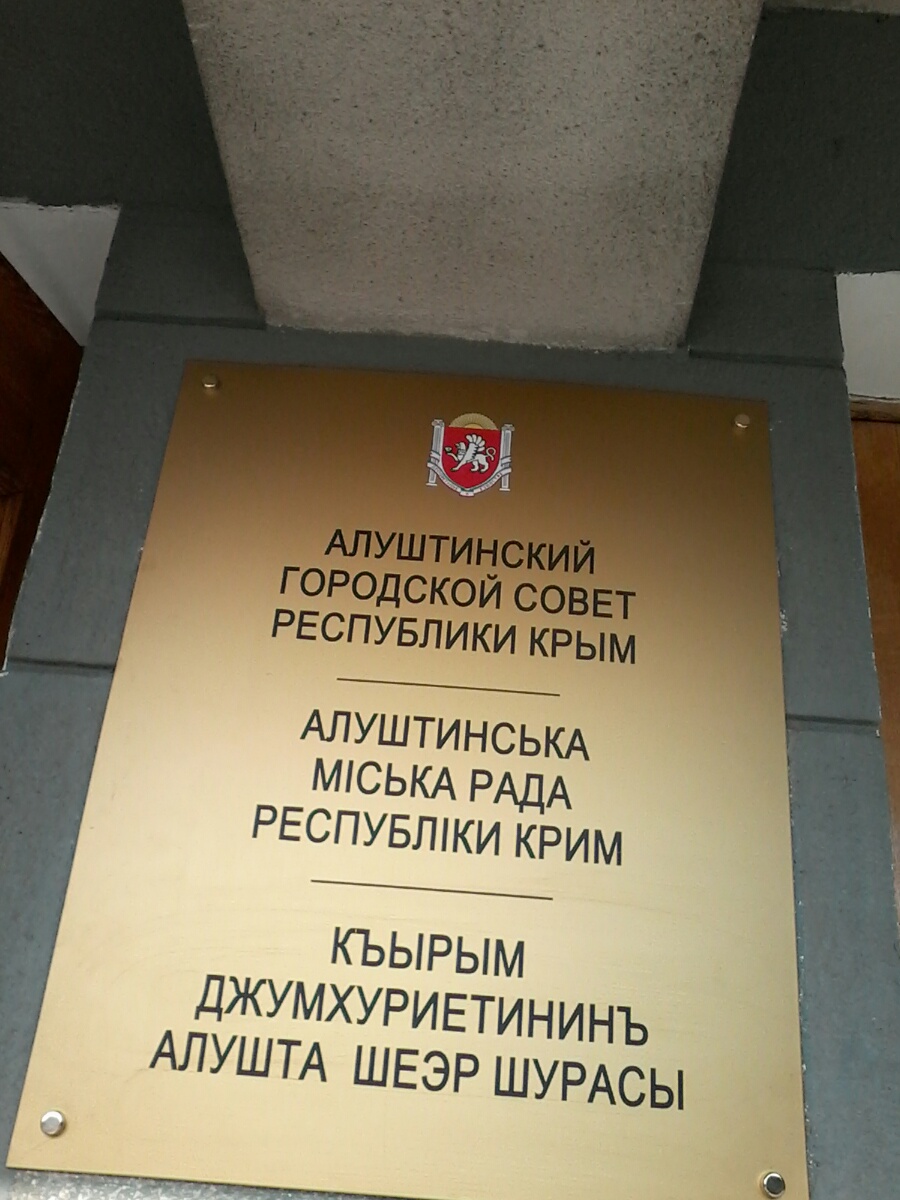 АЛУШТИНСКИЙ
ГОРОДСКОЙ СОВЕТ
РЕСПУБЛИКИ КРЫМ
АЛУШТИНСЬКА
МІСЬКА РАДА
РЕСПУБЛІКИ КРИМ
КЪЫРЫМ
ДЖУМХУРИЕТИНИНЪ
АЛУШТА ШЕЭР ШУРАСЫ